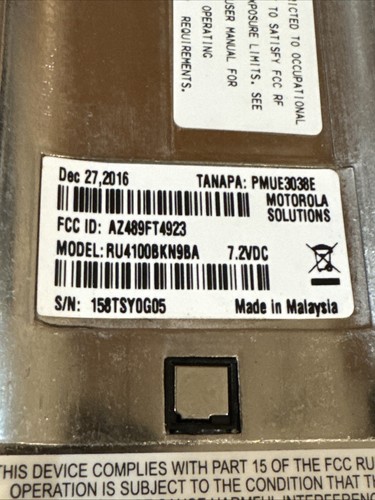 ICTED TO OCCUPATIONAL
TO SATISFY FCC RF
XPOSURE LIMITS. SEE
USER MANUAL FOR
OPERATING
REQUIREMENTS.
Dec 27,2016 TANAPA: PMUE3038E
MOTOROLA
SOLUTIONS
FCC ID: AZ489FT4923
MODEL: RU4100BKN9BA 7.2VDC
S/N: 158TSY0G05 Made in Malaysia
THIS DEVICE COMPLIES WITH PART 15 OF THE FCC RU
OPERATION IS SUBJECT TO THE CONDITION THAT TH